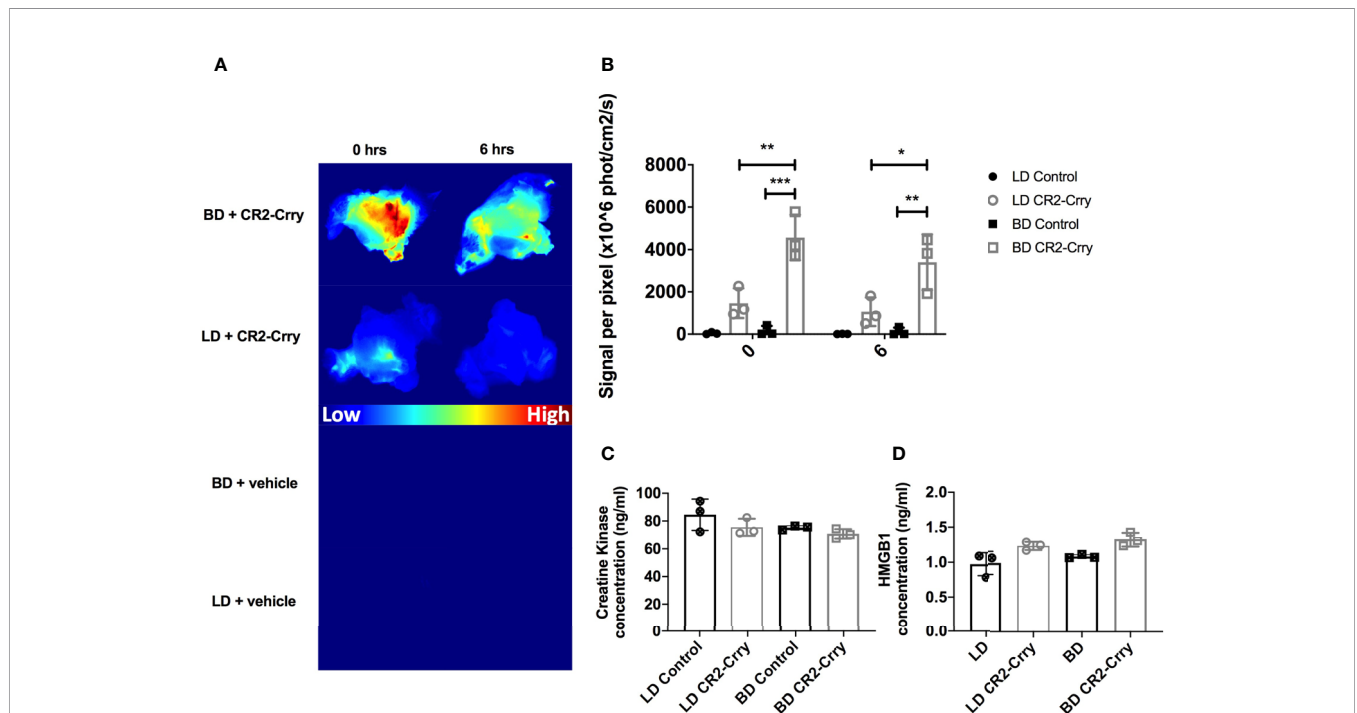 A
0 hrs 6 hrs
BD + CR2-Crry
LD + CR2-Crry
Low High
BD + vehicle
LD + vehicle
B
Signal per pixel (x10^6 phot/cm2/s)
8000
6000
4000
2000
0
** *
*** **
0 6
LD Control
LD CR2-Crry
BD Control
BD CR2-Crry
C
Creatine Kinase
concentration (ng/ml)
100
80
60
40
20
0
LD Control
LD CR2-Crry
BD Control
BD CR2-Crry
D
HMGB1
concentration (ng/ml)
2.0
1.5
1.0
0.5
0.0
LD
LD CR2-Crry
BD
BD CR2-Crry